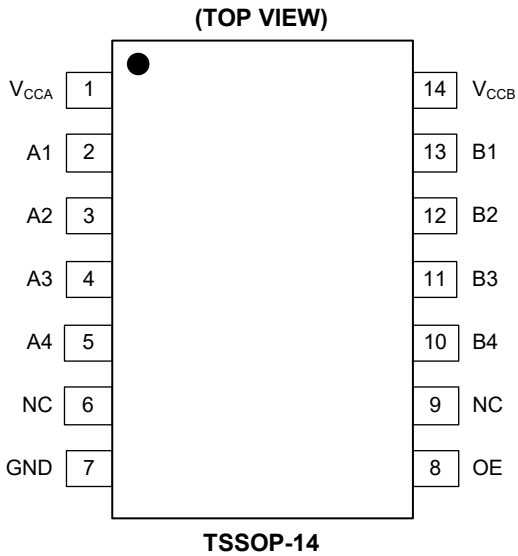 (TOP VIEW)
VCCA 1 14 VCCB
A1 2 13 B1
A2 3 12 B2
A3 4 11 B3
A4 5 10 B4
NC 6 9 NC
GND 7 8 OE
TSSOP-14